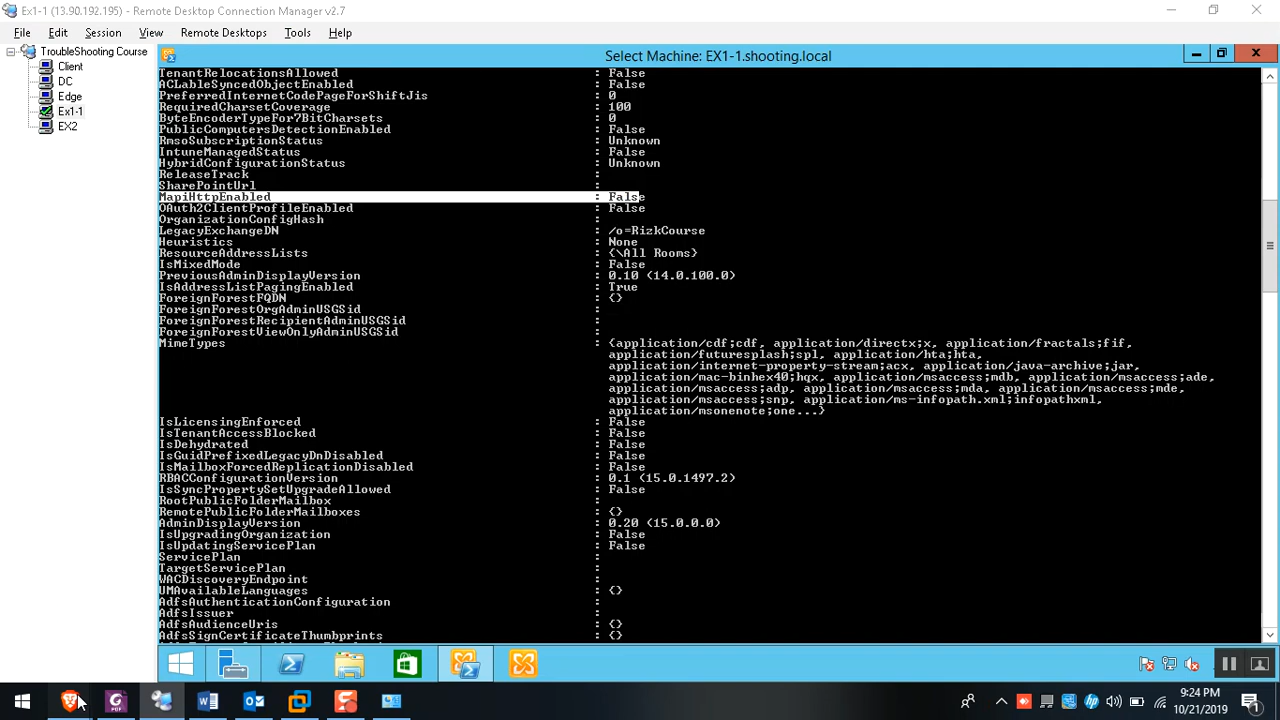 Ex1-1 (13.90.192.195) - Remote Desktop Connection Manager v2.7
File Edit Session View Remote Desktops Tools Help
TroubleShooting Course
Client
DC
Edge
Ex1-1
EX2
Select Machine: EX1-1.shooting.local
TenantRelocationsAllowed : False
ACLableSyncedObjectEnabled : False
PreferredInternetCodePageForShiftJis : 0
RequiredCharsetCoverage : 100
ByteEncoderTypeFor7BitCharsets : 0
PublicComputersDetectionEnabled : False
RmsoSubscriptionStatus : Unknown
IntuneManagedStatus : False
HybridConfigurationStatus : Unknown
ReleaseTrack :
SharePointUrl :
MapiHttpEnabled : False
OAuth2ClientProfileEnabled : False
OrganizationConfigHash :
LegacyExchangeDN : /o=RizkCourse
Heuristics : None
ResourceAddressLists : {\All Rooms}
IsMixedMode : False
PreviousAdminDisplayVersion : 0.10 (14.0.100.0)
IsAddressListPagingEnabled : True
ForeignForestFQDN : {}
ForeignForestOrgAdminUSGSid :
ForeignForestRecipientAdminUSGSid :
ForeignForestViewOnlyAdminUSGSid :
MimeTypes : {application/cdf;cdf, application/directx;x, application/fractals;fif,
application/futuresplash;spl, application/hta;hta,
application/internet-property-stream;acx, application/java-archive;jar,
application/mac-binhex40;hqx, application/msaccess;mdb, application/msaccess;ade,
application/msaccess;adp, application/msaccess;mda, application/msaccess;mde,
application/msaccess;snp, application/ms-infopath.xml;infopathxml,
application/msonenote;one...}
IsLicensingEnforced : False
IsTenantAccessBlocked : False
IsDehydrated : False
IsGuidPrefixedLegacyDnDisabled : False
IsMailboxForcedReplicationDisabled : False
RBACConfigurationVersion : 0.1 (15.0.1497.2)
IsSyncPropertySetUpgradeAllowed : False
RootPublicFolderMailbox :
RemotePublicFolderMailboxes : {}
AdminDisplayVersion : 0.20 (15.0.0.0)
IsUpgradingOrganization : False
IsUpdatingServicePlan : False
ServicePlan :
TargetServicePlan :
WACDiscoveryEndpoint :
UMAvailableLanguages : {}
AdfsAuthenticationConfiguration :
AdfsIssuer :
AdfsAudienceUris : {}
AdfsSignCertificateThumbprints : {}
9:24 PM
10/21/2019